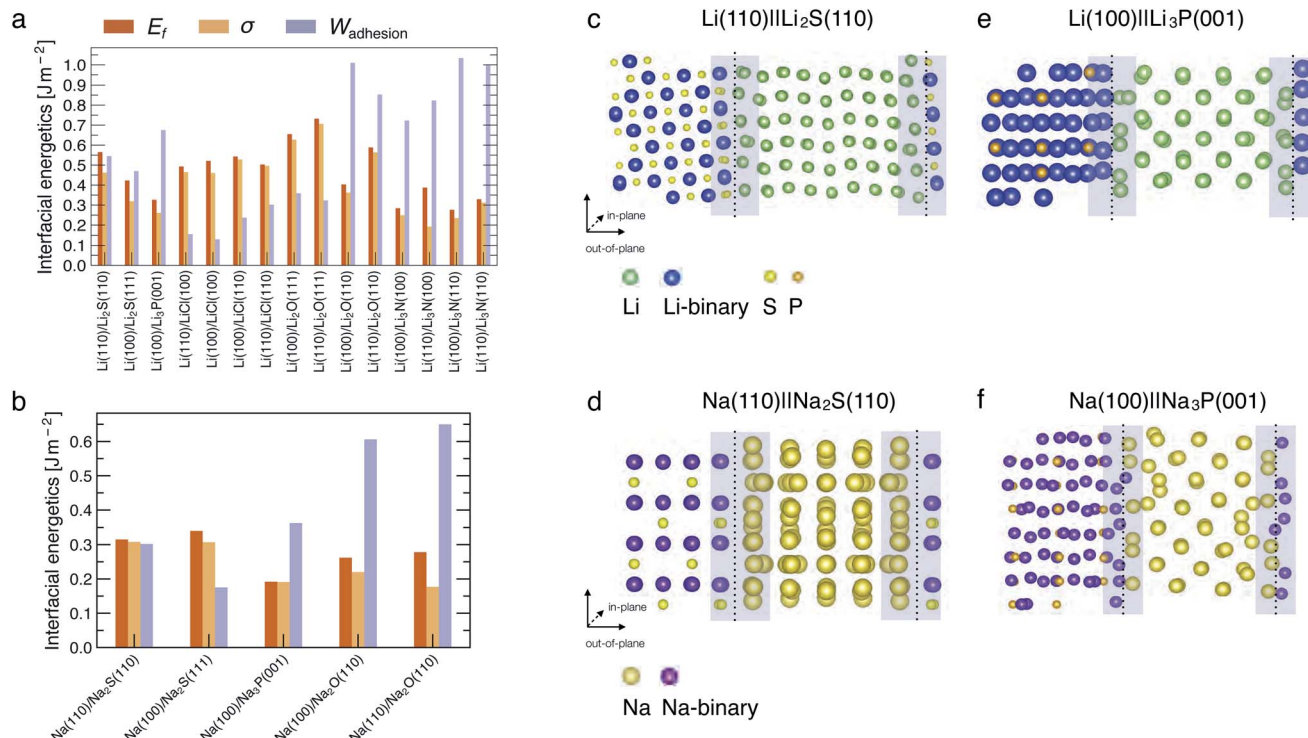 a
E_f σ W_adhesion
Interfacial energetics [Jm⁻²]
1.0
0.9
0.8
0.7
0.6
0.5
0.4
0.3
0.2
0.1
0.0
Li(110)/Li₂S(110)
Li(100)/Li₂S(111)
Li(100)/Li₃P(001)
Li(110)/LiCl(100)
Li(100)/LiCl(100)
Li(100)/LiCl(110)
Li(110)/LiCl(110)
Li(100)/Li₂O(111)
Li(110)/Li₂O(111)
Li(100)/Li₂O(110)
Li(110)/Li₂O(110)
Li(100)/Li₃N(100)
Li(110)/Li₃N(100)
Li(100)/Li₃N(110)
Li(110)/Li₃N(110)
b
Interfacial energetics [Jm⁻²]
0.6
0.5
0.4
0.3
0.2
0.1
0.0
Na(110)/Na₂S(110)
Na(100)/Na₂S(111)
Na(100)/Na₃P(001)
Na(100)/Na₂O(110)
Na(110)/Na₂O(110)
c Li(110)||Li₂S(110)
in-plane
out-of-plane
Li Li-binary S P
d Na(110)||Na₂S(110)
in-plane
out-of-plane
Na Na-binary
e Li(100)||Li₃P(001)
f Na(100)||Na₃P(001)